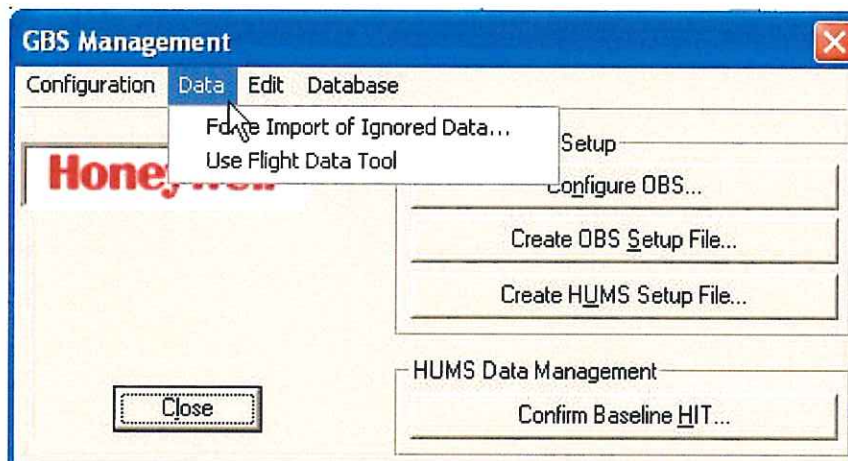 GBS Management
Configuration Data Edit Database
Force Import of Ignored Data...
Use Flight Data Tool
Setup
Configure OBS...
Create OBS Setup File...
Create HUMS Setup File...
HUMS Data Management
Close
Confirm Baseline HIT...